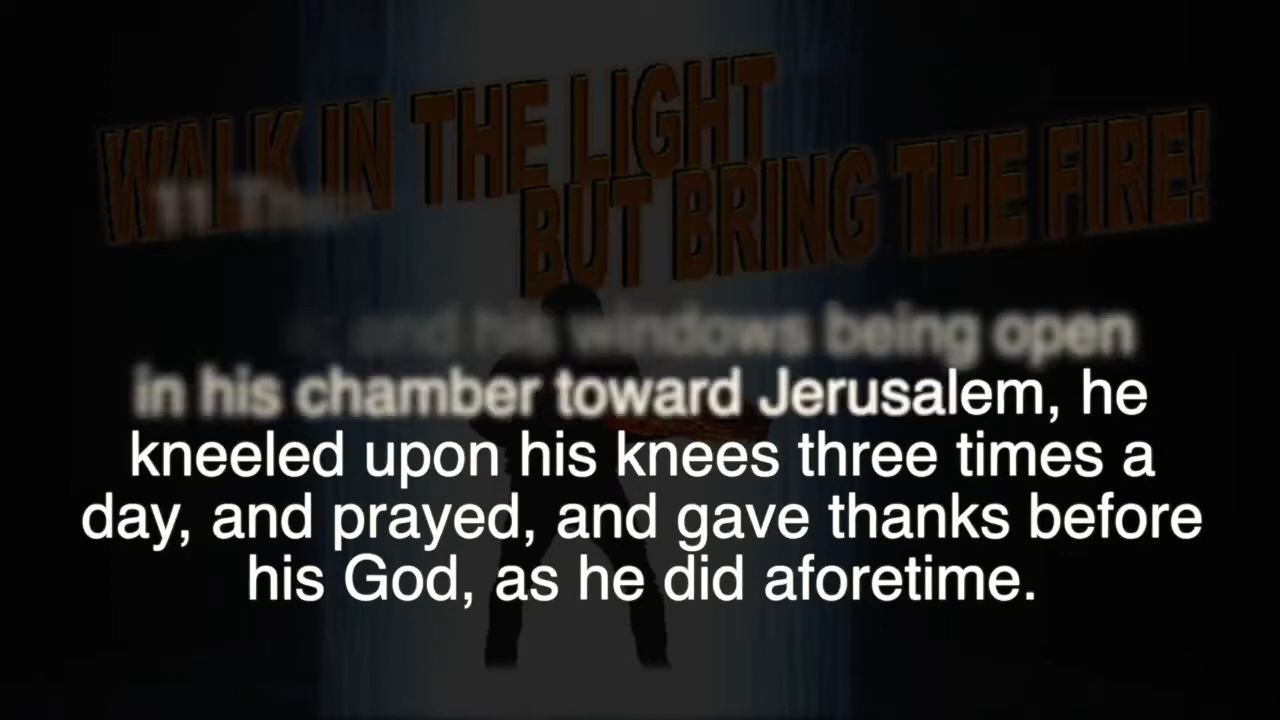 WALK IN THE LIGHT
BUT BRING THE FIRE!
and his windows being open
in his chamber toward Jerusalem, he
kneeled upon his knees three times a
day, and prayed, and gave thanks before
his God, as he did aforetime.